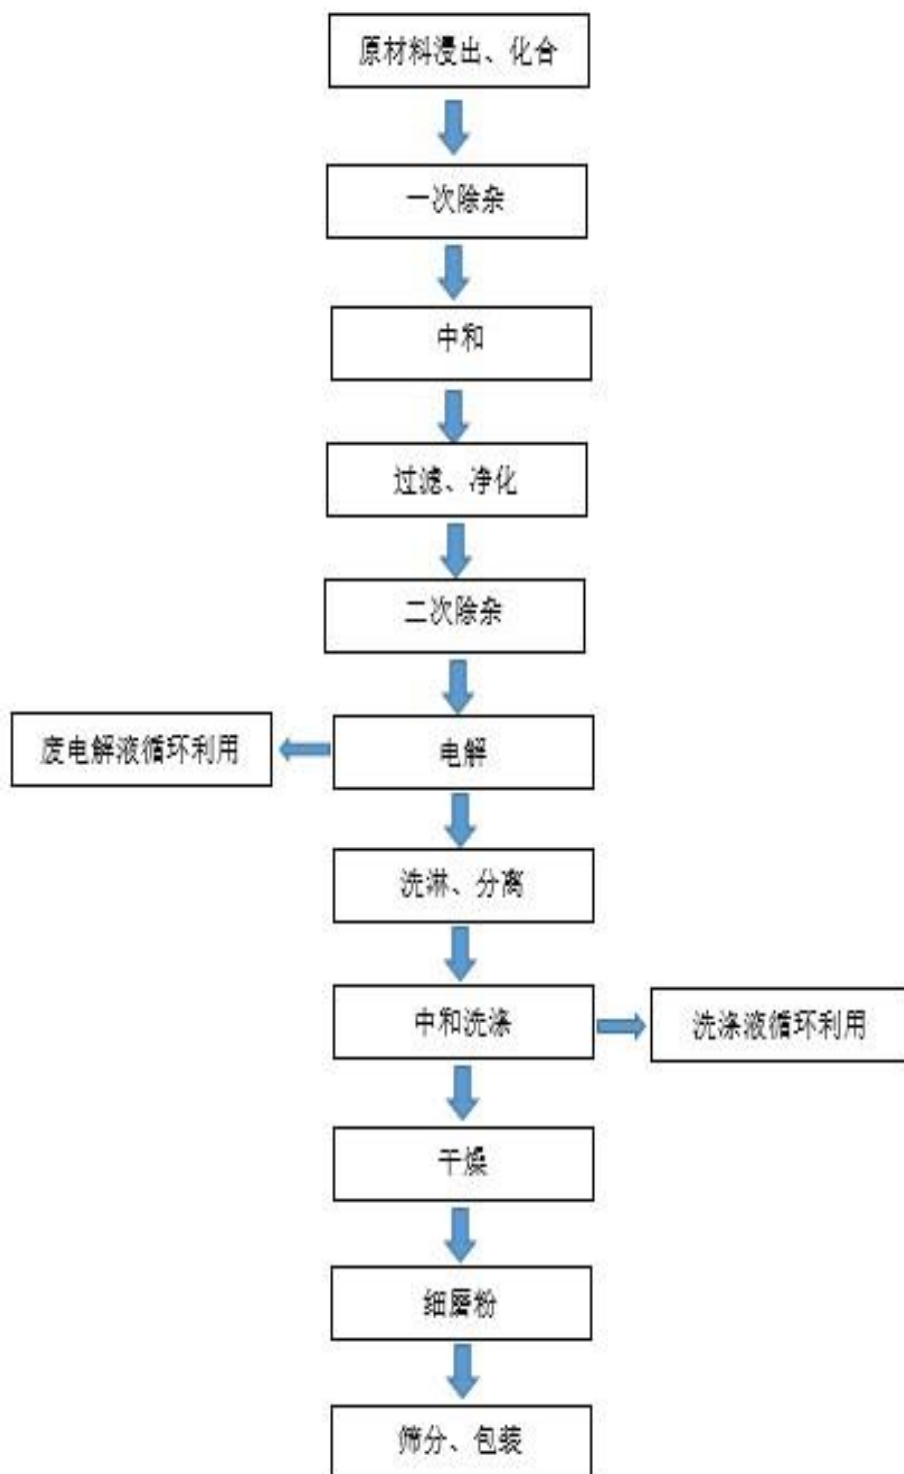 原材料浸出、化合
一次除杂
中和
过滤、净化
二次除杂
废电解液循环利用
电解
洗淋、分离
中和洗涤
洗涤液循环利用
干燥
细磨粉
筛分、包装